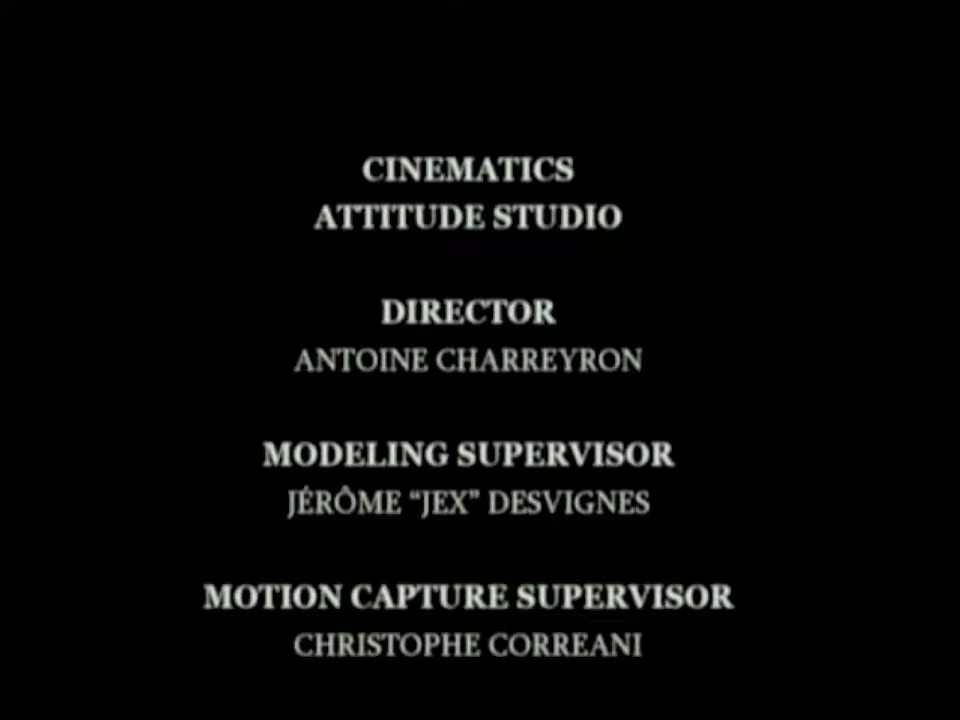 CINEMATICS
ATTITUDE STUDIO
DIRECTOR
ANTOINE CHARREYRON
MODELING SUPERVISOR
JÉRÔME “JEX” DESVIGNES
MOTION CAPTURE SUPERVISOR
CHRISTOPHE CORREANI